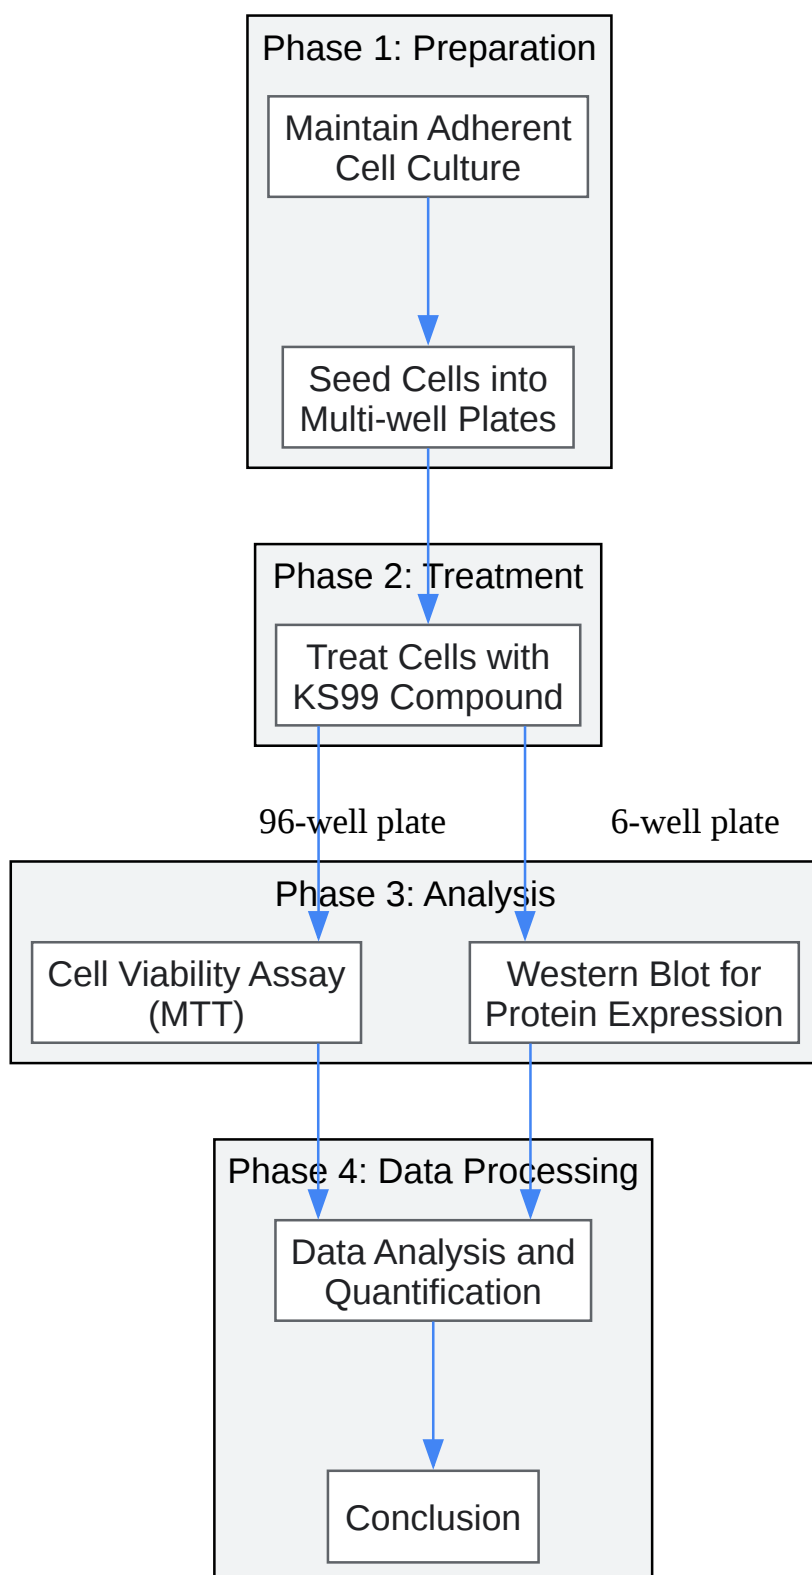 Phase 1: Preparation
Maintain Adherent
Cell Culture
Seed Cells into
Multi-well Plates
Phase 2: Treatment
Treat Cells with
KS99 Compound
96-well plate
6-well plate
Phase 3: Analysis
Cell Viability Assay
(MTT)
Western Blot for
Protein Expression
Phase 4: Data Processing
Data Analysis and
Quantification
Conclusion